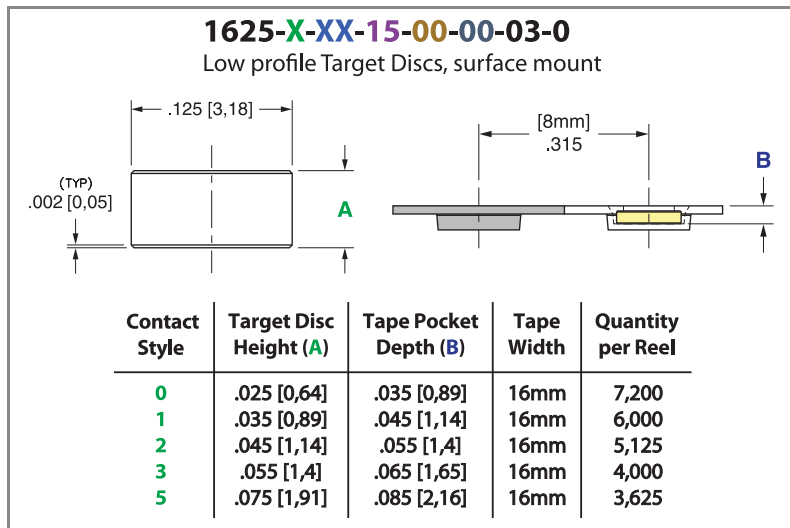 1625-X-XX-15-00-00-03-0
Low profile Target Discs, surface mount
.125 [3,18]
[8mm]
.315
B
(TYP)
.002 [0,05]
A
Contact Style | Target Disc Height (A) | Tape Pocket Depth (B) | Tape Width | Quantity per Reel
0 .025 [0,64] .035 [0,89] 16mm 7,200
1 .035 [0,89] .045 [1,14] 16mm 6,000
2 .045 [1,14] .055 [1,4] 16mm 5,125
3 .055 [1,4] .065 [1,65] 16mm 4,000
5 .075 [1,91] .085 [2,16] 16mm 3,625